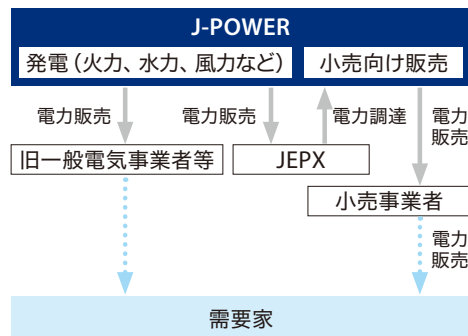 J-POWER
発電（火力、水力、風力など）
小売向け販売
電力販売
電力販売
電力調達
電力
販売
旧一般電気事業者等
JEPX
小売事業者
電力
販売
需要家